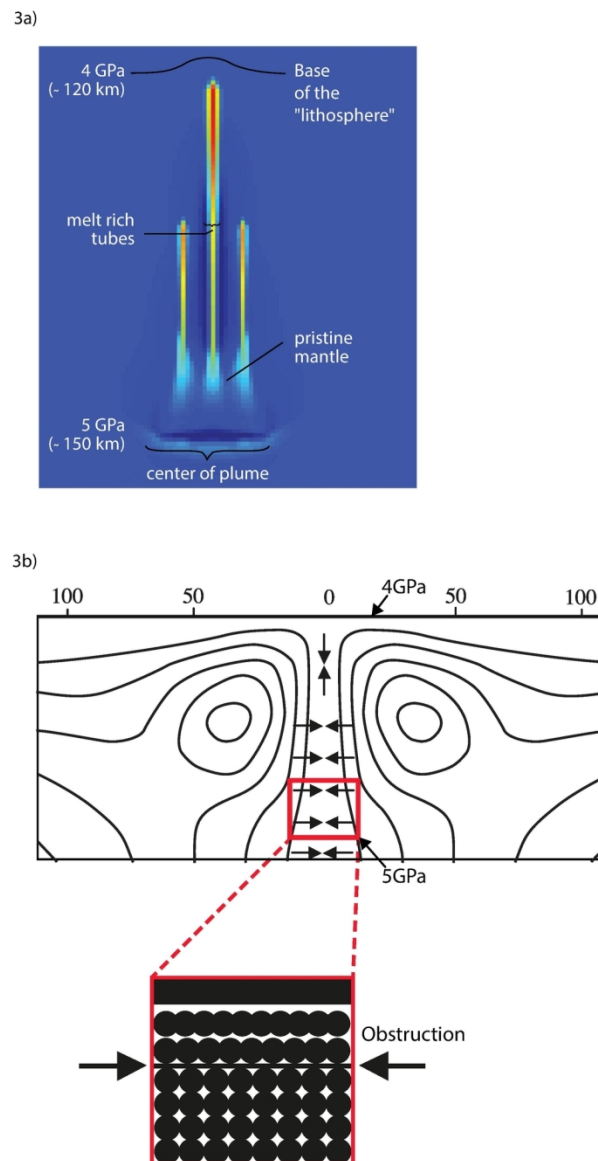 3a)
4 GPa
(~ 120 km)
Base
of the
"lithosphere"
melt rich
tubes
pristine
mantle
5 GPa
(~ 150 km)
center of plume
3b)
100 50 0 4GPa 50 100
5GPa
Obstruction